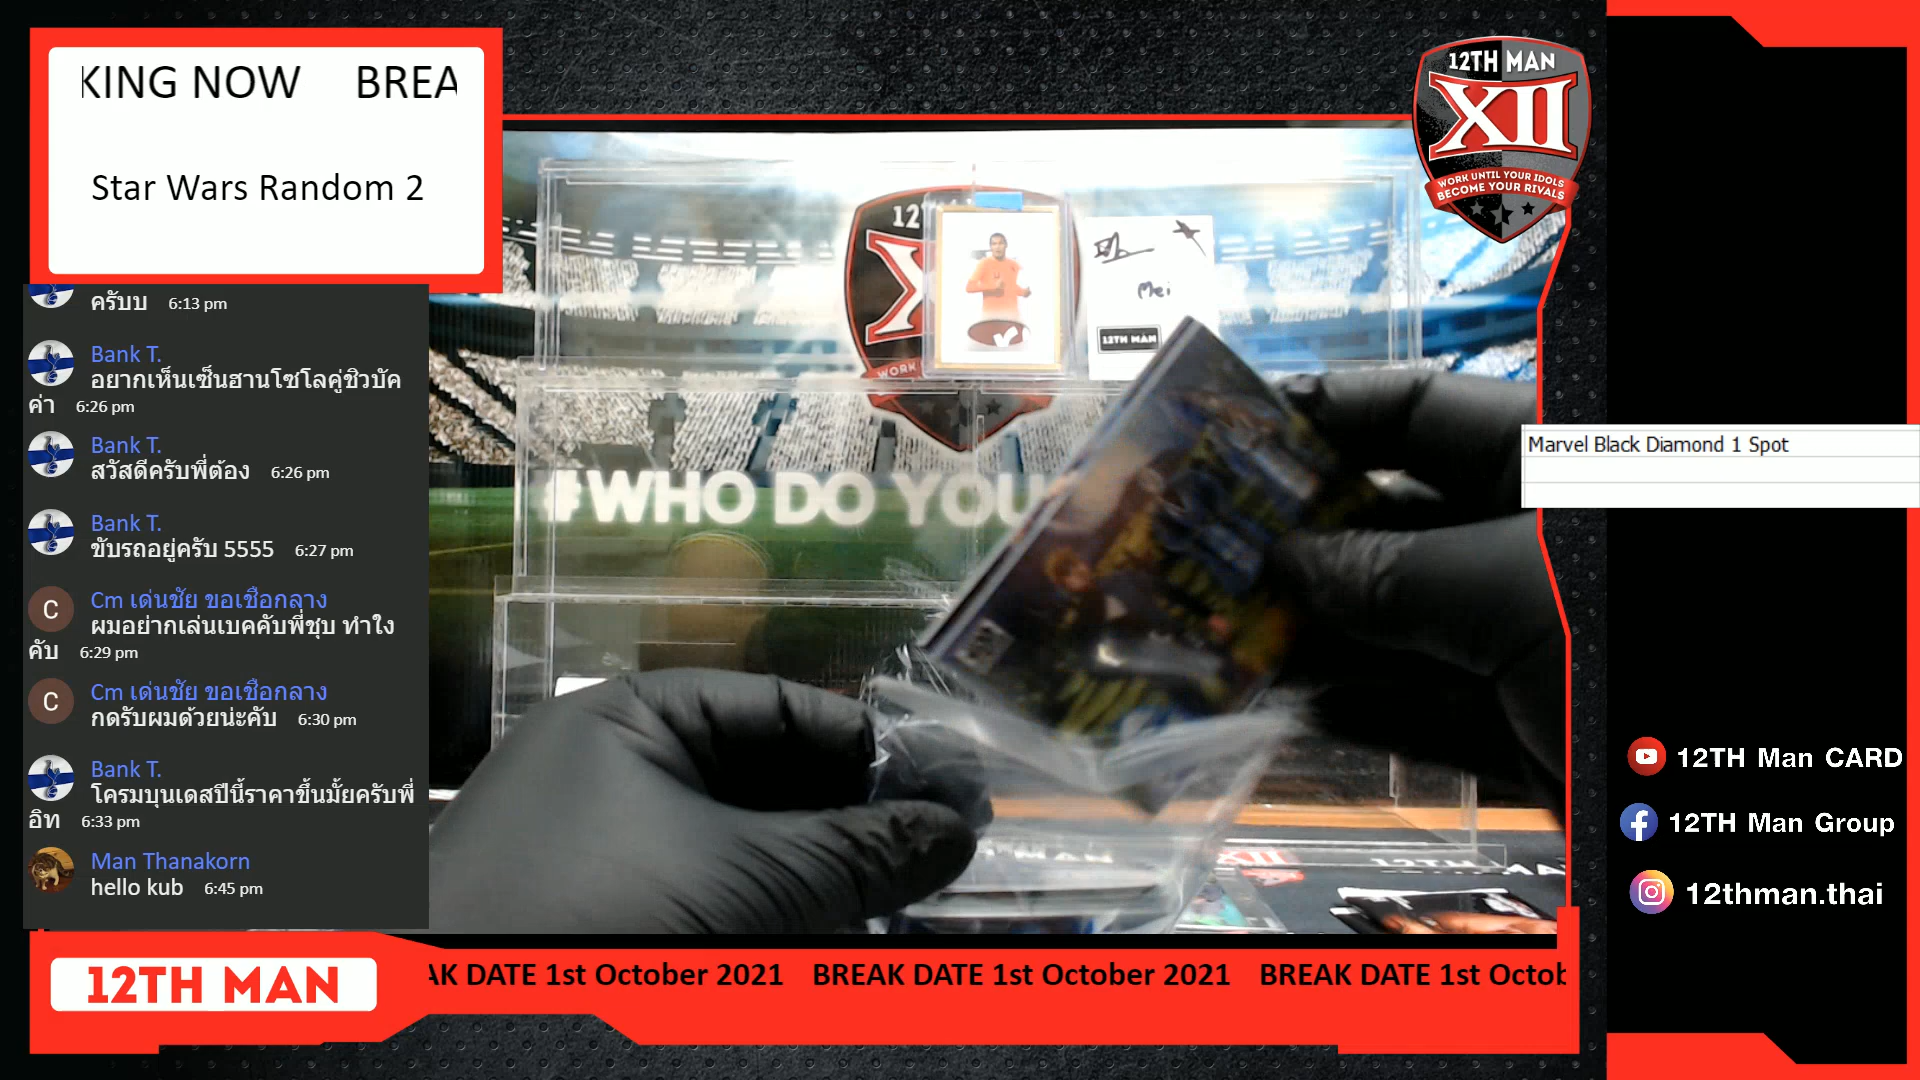 KING NOW BREA
Star Wars Random 2
ครับบ 6:13 pm
Bank T.
อยากเห็นเซ็นฮานโซโลคู่ชิวบัค
ค่า 6:26 pm
Bank T.
สวัสดีครับพี่ต้อง 6:26 pm
Bank T.
ขับรถอยู่ครับ 5555 6:27 pm
C
Cm เด่นชัย ขอเชือกลาง
ผมอย่ากเล่นเบคคับพี่ชุบ ทำใง
คับ 6:29 pm
C
Cm เด่นชัย ขอเชือกลาง
กดรับผมด้วยน่ะคับ 6:30 pm
Bank T.
โครมบุนเดสปีนี้ราคาขึ้นมั้ยครับพี่
อิท 6:33 pm
Man Thanakorn
hello kub 6:45 pm
12TH MAN
AK DATE 1st October 2021 BREAK DATE 1st October 2021 BREAK DATE 1st Octob
12
WORK
Mei
12TH MAN
#WHO DO YOU
XII
12TH MAN
XII
WORK UNTIL YOUR IDOLS
BECOME YOUR RIVALS
Marvel Black Diamond 1 Spot
12TH Man CARD
12TH Man Group
12thman.thai